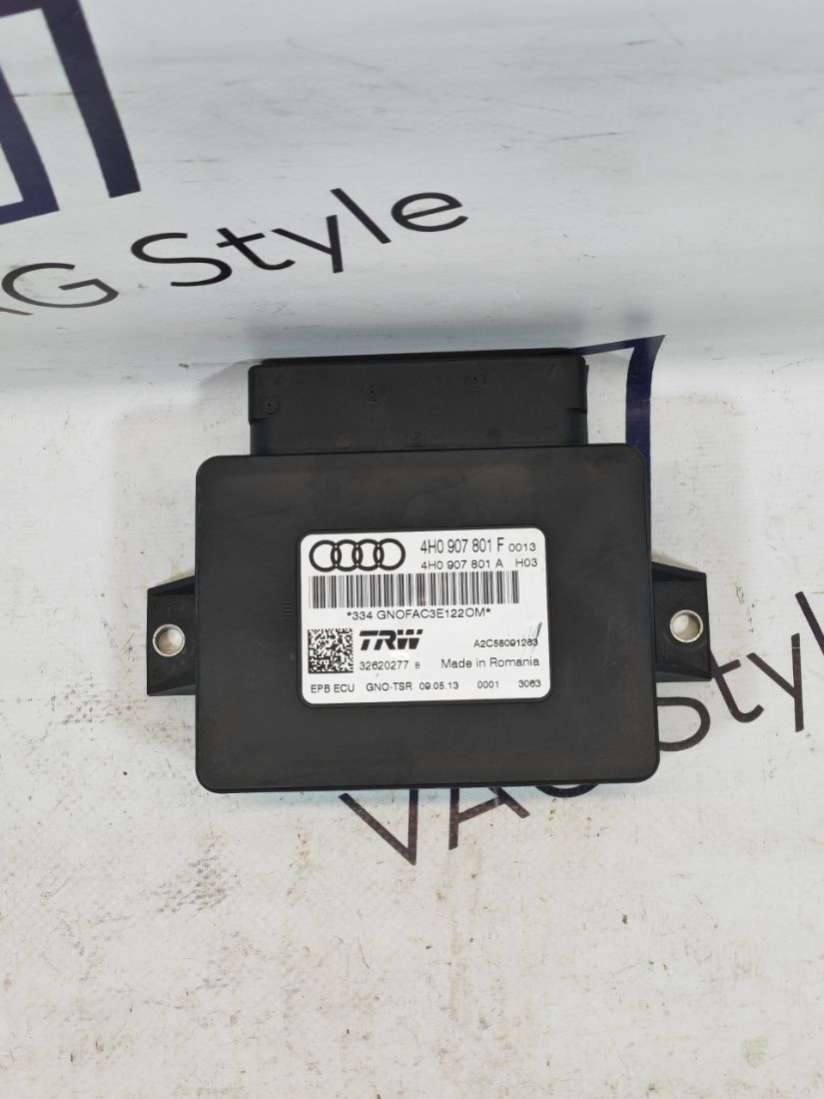 G Style
4H0 907 801 F 0013
4H0 907 801 A H03
*334 GNOFAC3E122OM*
TRW
A2C58091263
32620277 B Made in Romania
EPB ECU GNO-TSR 09.05.13 0001 3063
VAG Style